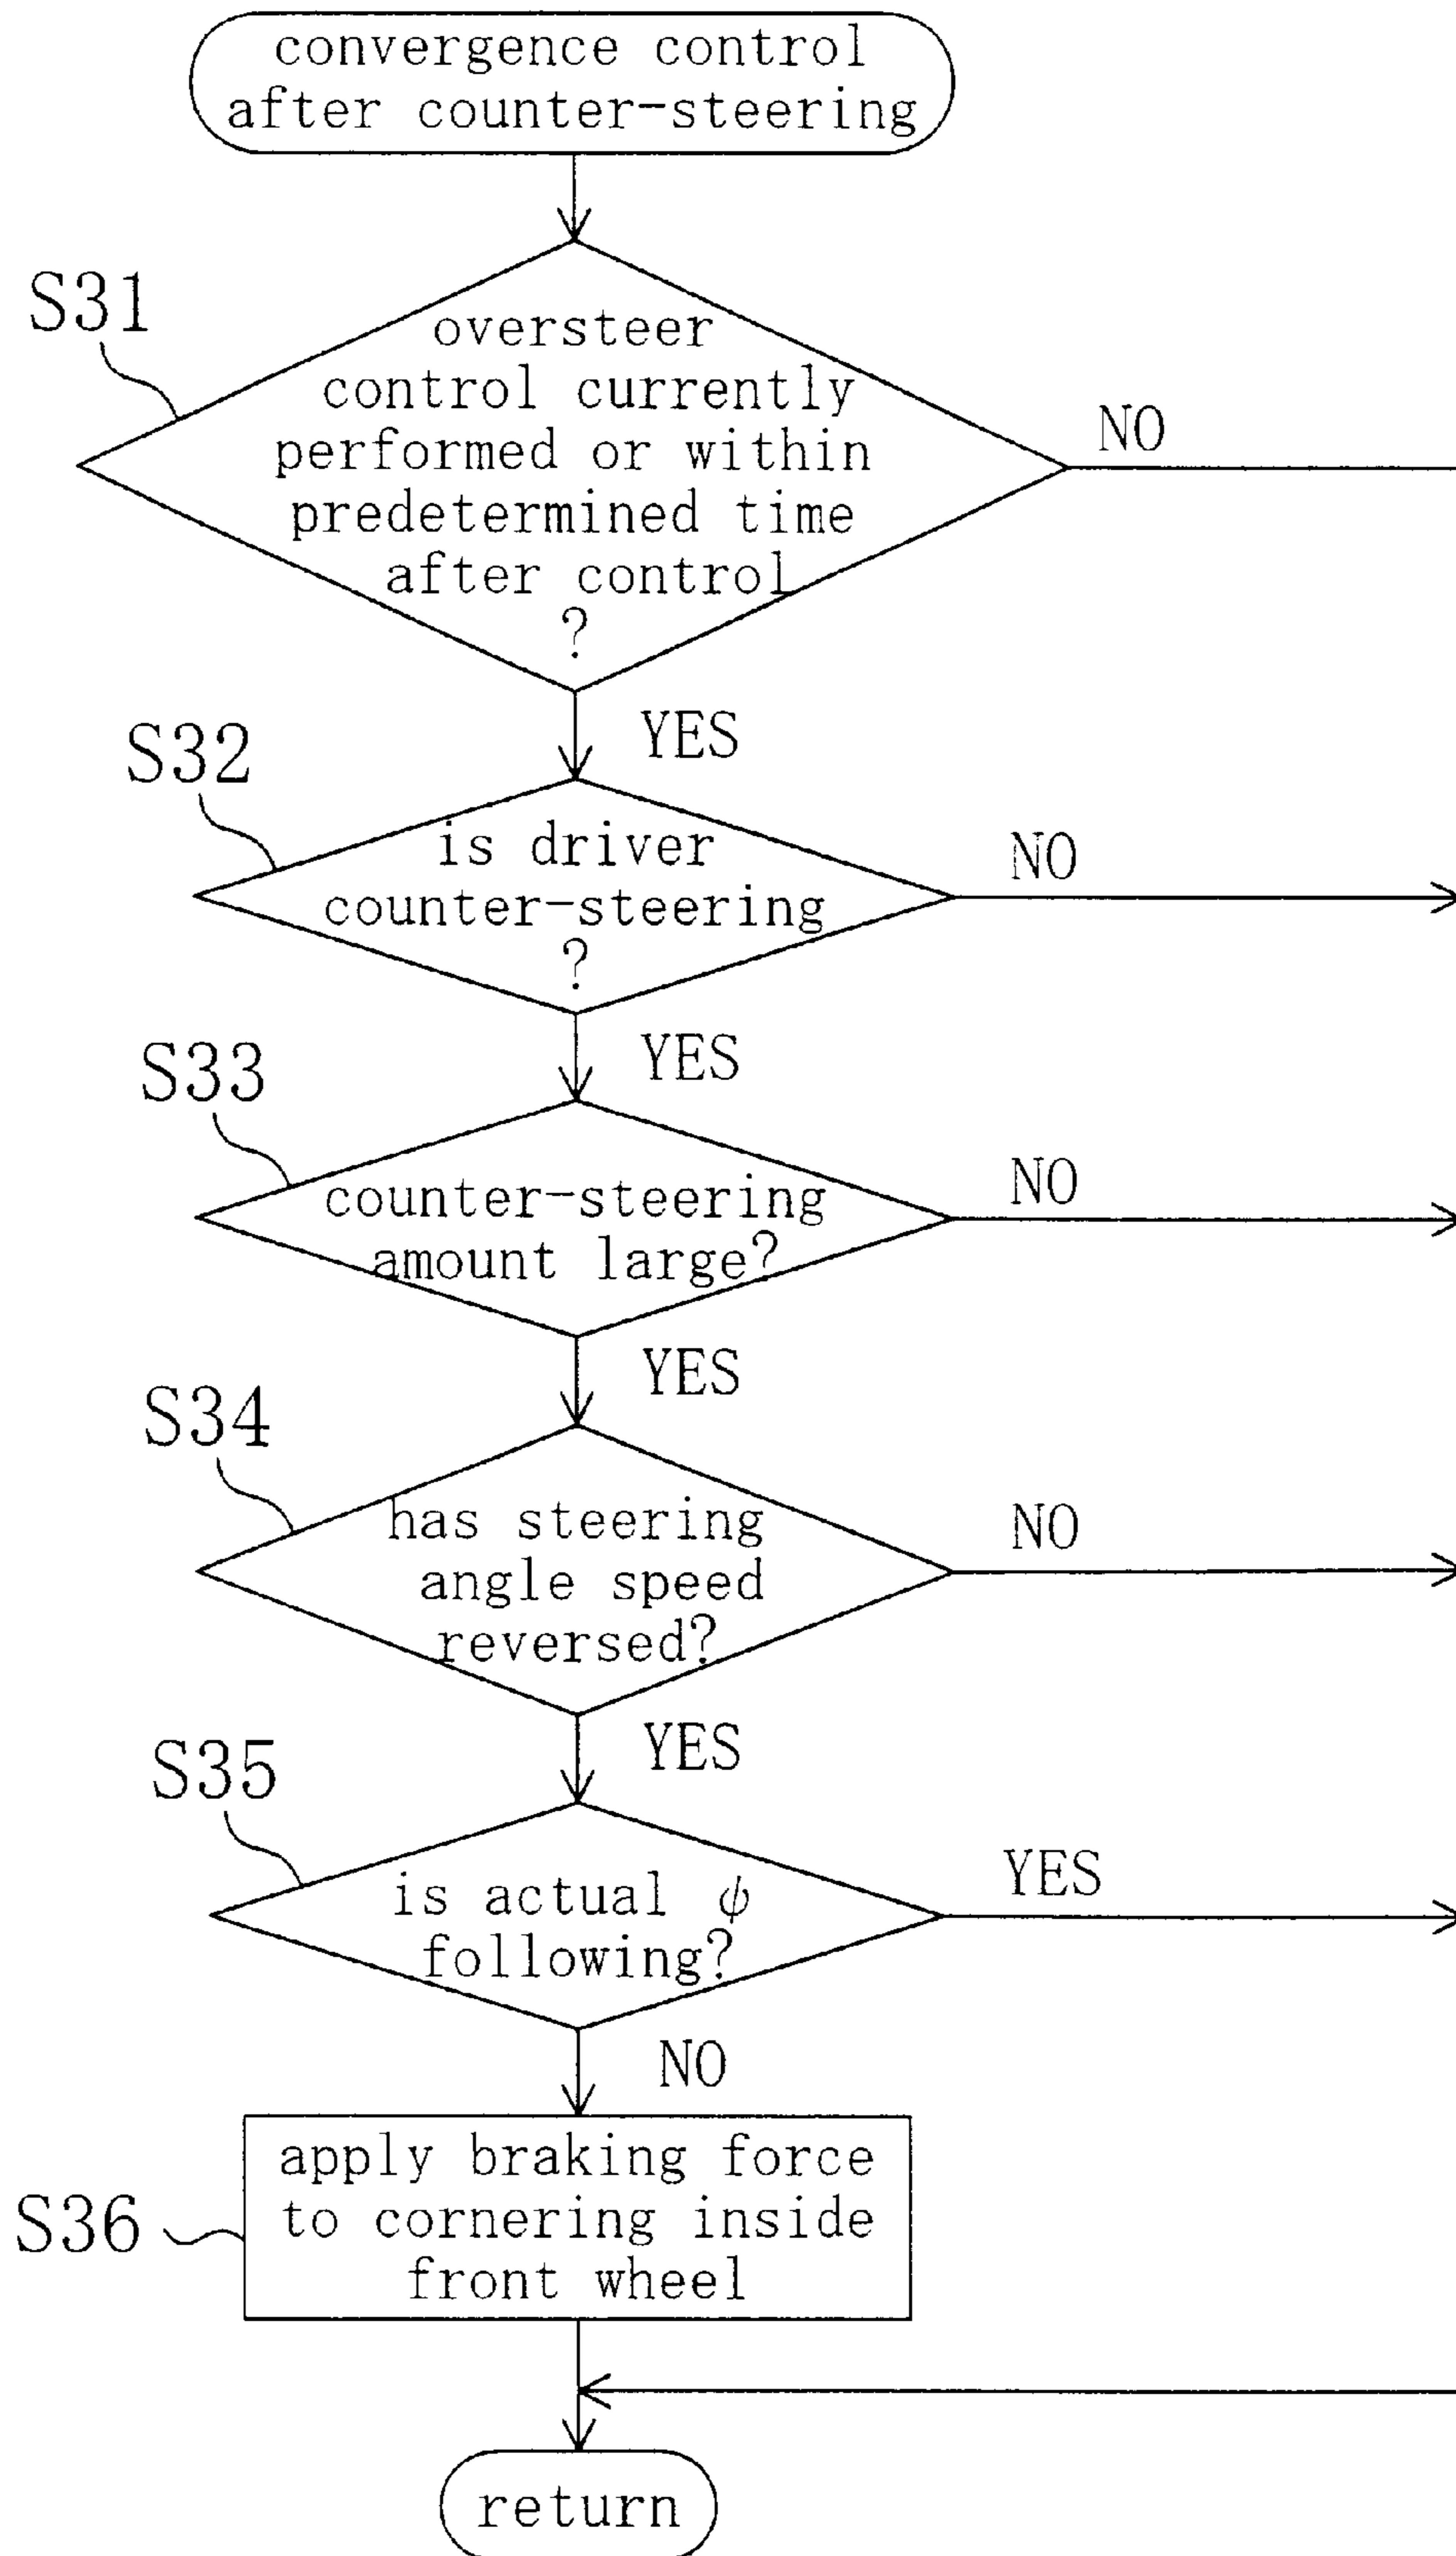 convergence control
after counter-steering
S31
oversteer
control currently
performed or within
predetermined time
after control
?
NO
YES
S32
is driver
counter-steering
?
NO
YES
S33
counter-steering
amount large?
NO
YES
S34
has steering
angle speed
reversed?
NO
YES
S35
is actual φ
following?
YES
NO
S36
apply braking force
to cornering inside
front wheel
return